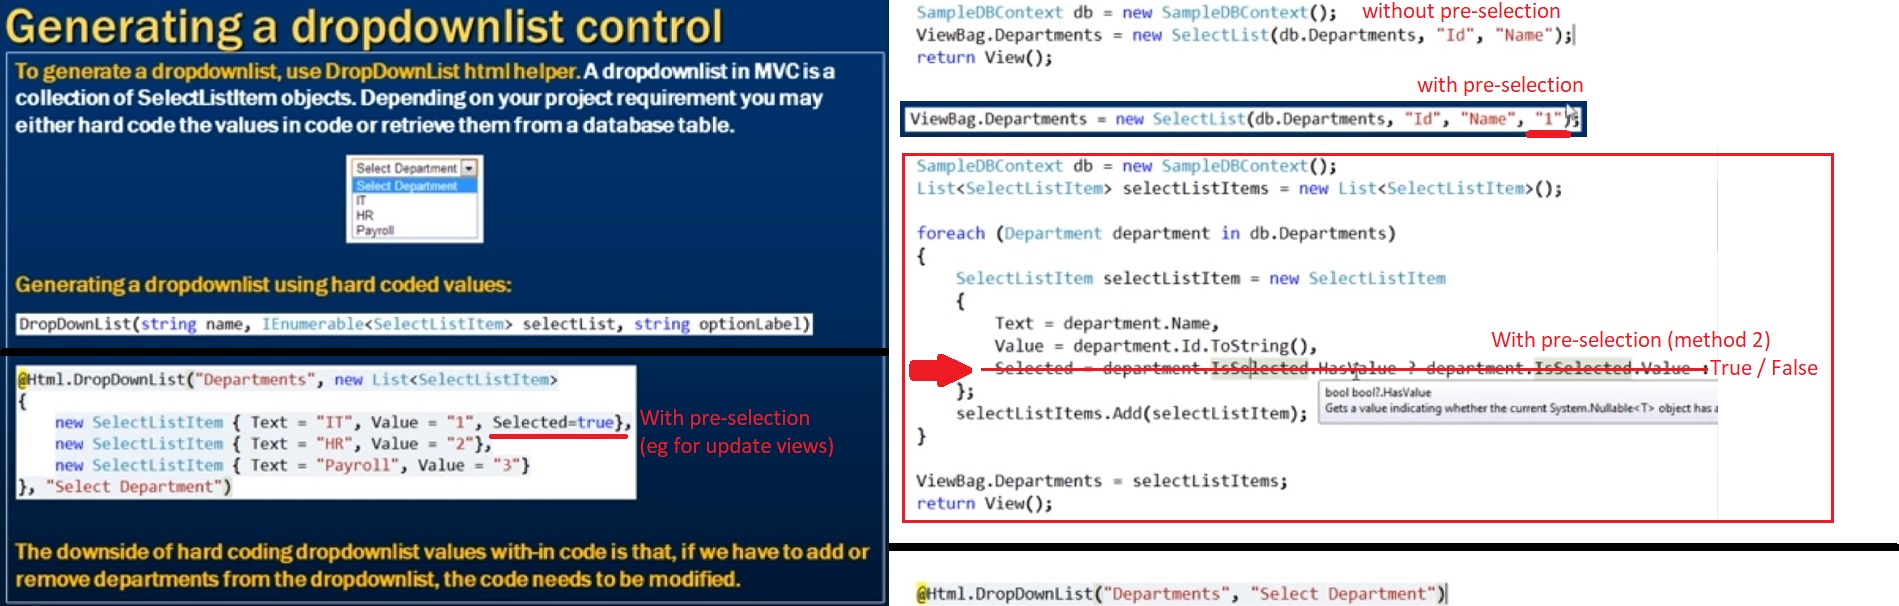 Generating a dropdownlist control
To generate a dropdownlist, use DropDownList html helper. A dropdownlist in MVC is a
collection of SelectListItem objects. Depending on your project requirement you may
either hard code the values in code or retrieve them from a database table.
Select Department
Select Department
IT
HR
Payroll
Generating a dropdownlist using hard coded values:
DropDownList(string name, IEnumerable<SelectListItem> selectList, string optionLabel)
@Html.DropDownList("Departments", new List<SelectListItem>
{
new SelectListItem { Text = "IT", Value = "1", Selected=true},
new SelectListItem { Text = "HR", Value = "2"},
new SelectListItem { Text = "Payroll", Value = "3"}
}, "Select Department")
With pre-selection
(eg for update views)
The downside of hard coding dropdownlist values with-in code is that, if we have to add or
remove departments from the dropdownlist, the code needs to be modified.
SampleDBContext db = new SampleDBContext(); without pre-selection
ViewBag.Departments = new SelectList(db.Departments, "Id", "Name");
return View();
with pre-selection
ViewBag.Departments = new SelectList(db.Departments, "Id", "Name", "1");
SampleDBContext db = new SampleDBContext();
List<SelectListItem> selectListItems = new List<SelectListItem>();
foreach (Department department in db.Departments)
{
SelectListItem selectListItem = new SelectListItem
{
Text = department.Name,
Value = department.Id.ToString(),
With pre-selection (method 2)
Selected = department.IsSelected.HasValue ? department.IsSelected.Value : True / False
};
bool bool?.HasValue
Gets a value indicating whether the current System.Nullable<T> object has a
selectListItems.Add(selectListItem);
}
ViewBag.Departments = selectListItems;
return View();
@Html.DropDownList("Departments", "Select Department")